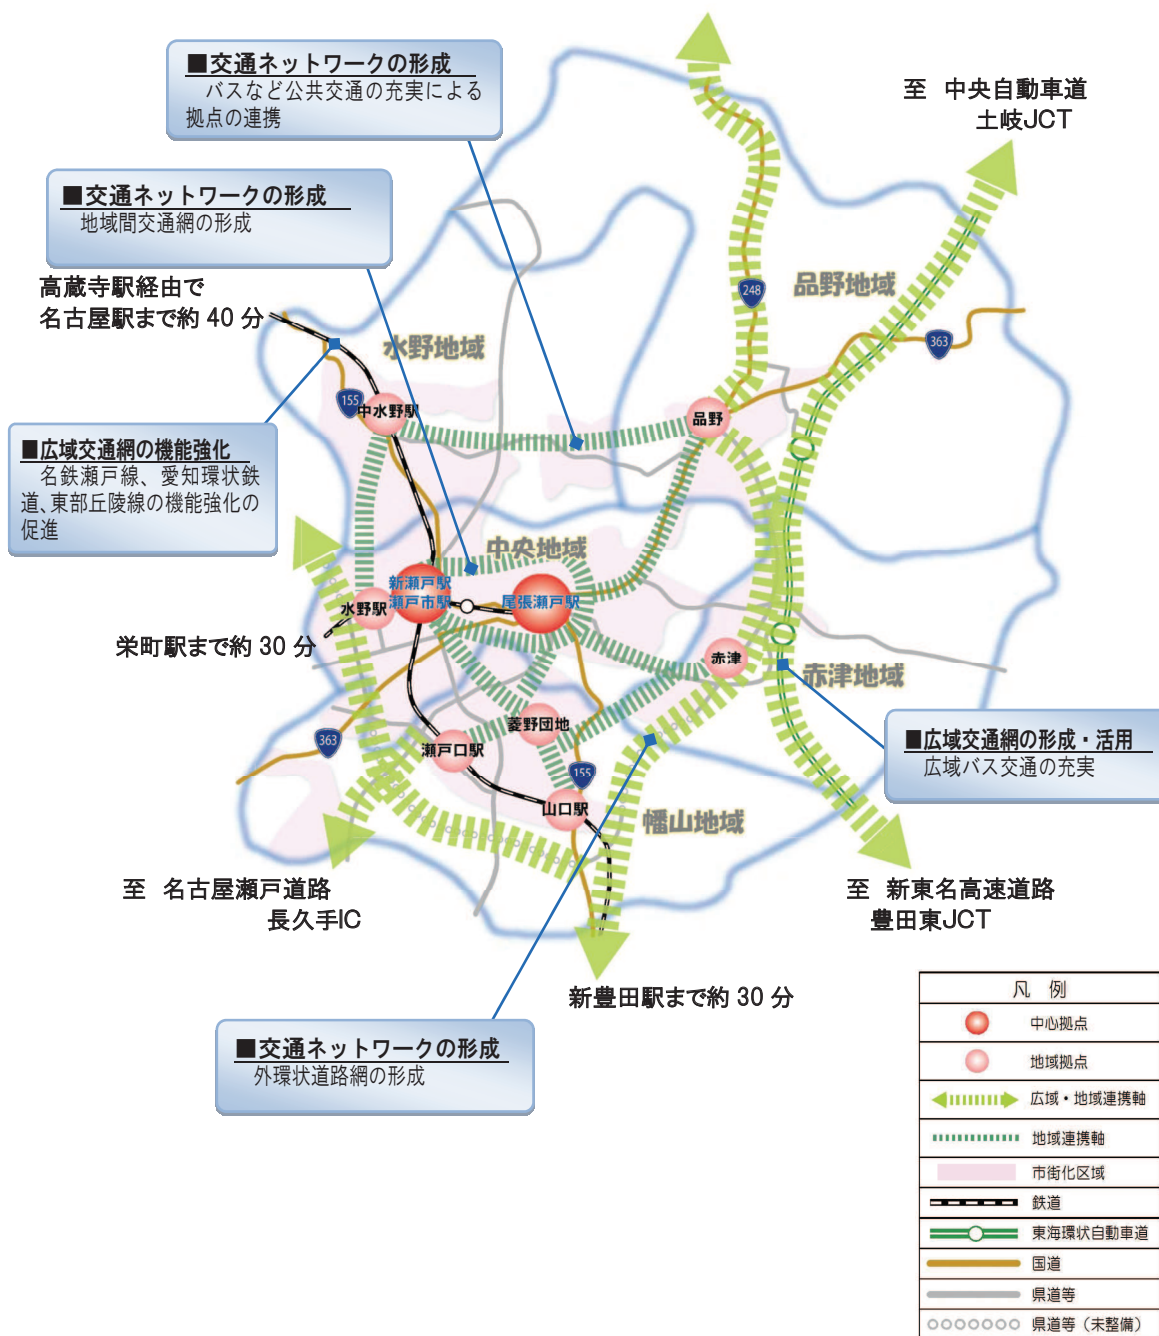 ■交通ネットワークの形成
バスなど公共交通の充実による
拠点の連携
至 中央自動車道
土岐JCT
■交通ネットワークの形成
地域間交通網の形成
高蔵寺駅経由で
名古屋駅まで約 40 分
水野地域
品野地域
248
363
155
中水野駅
品野
■広域交通網の機能強化
名鉄瀬戸線、愛知環状鉄
道、東部丘陵線の機能強化の
促進
中央地域
新瀬戸駅
瀬戸市駅
尾張瀬戸駅
水野駅
栄町駅まで約 30 分
赤津
赤津地域
菱野団地
363
瀬戸口駅
155
山口駅
幡山地域
■広域交通網の形成・活用
広域バス交通の充実
至 名古屋瀬戸道路
長久手IC
至 新東名高速道路
豊田東JCT
新豊田駅まで約 30 分
■交通ネットワークの形成
外環状道路網の形成
凡 例
中心拠点
地域拠点
広域・地域連携軸
地域連携軸
市街化区域
鉄道
東海環状自動車道
国道
県道等
県道等（未整備）